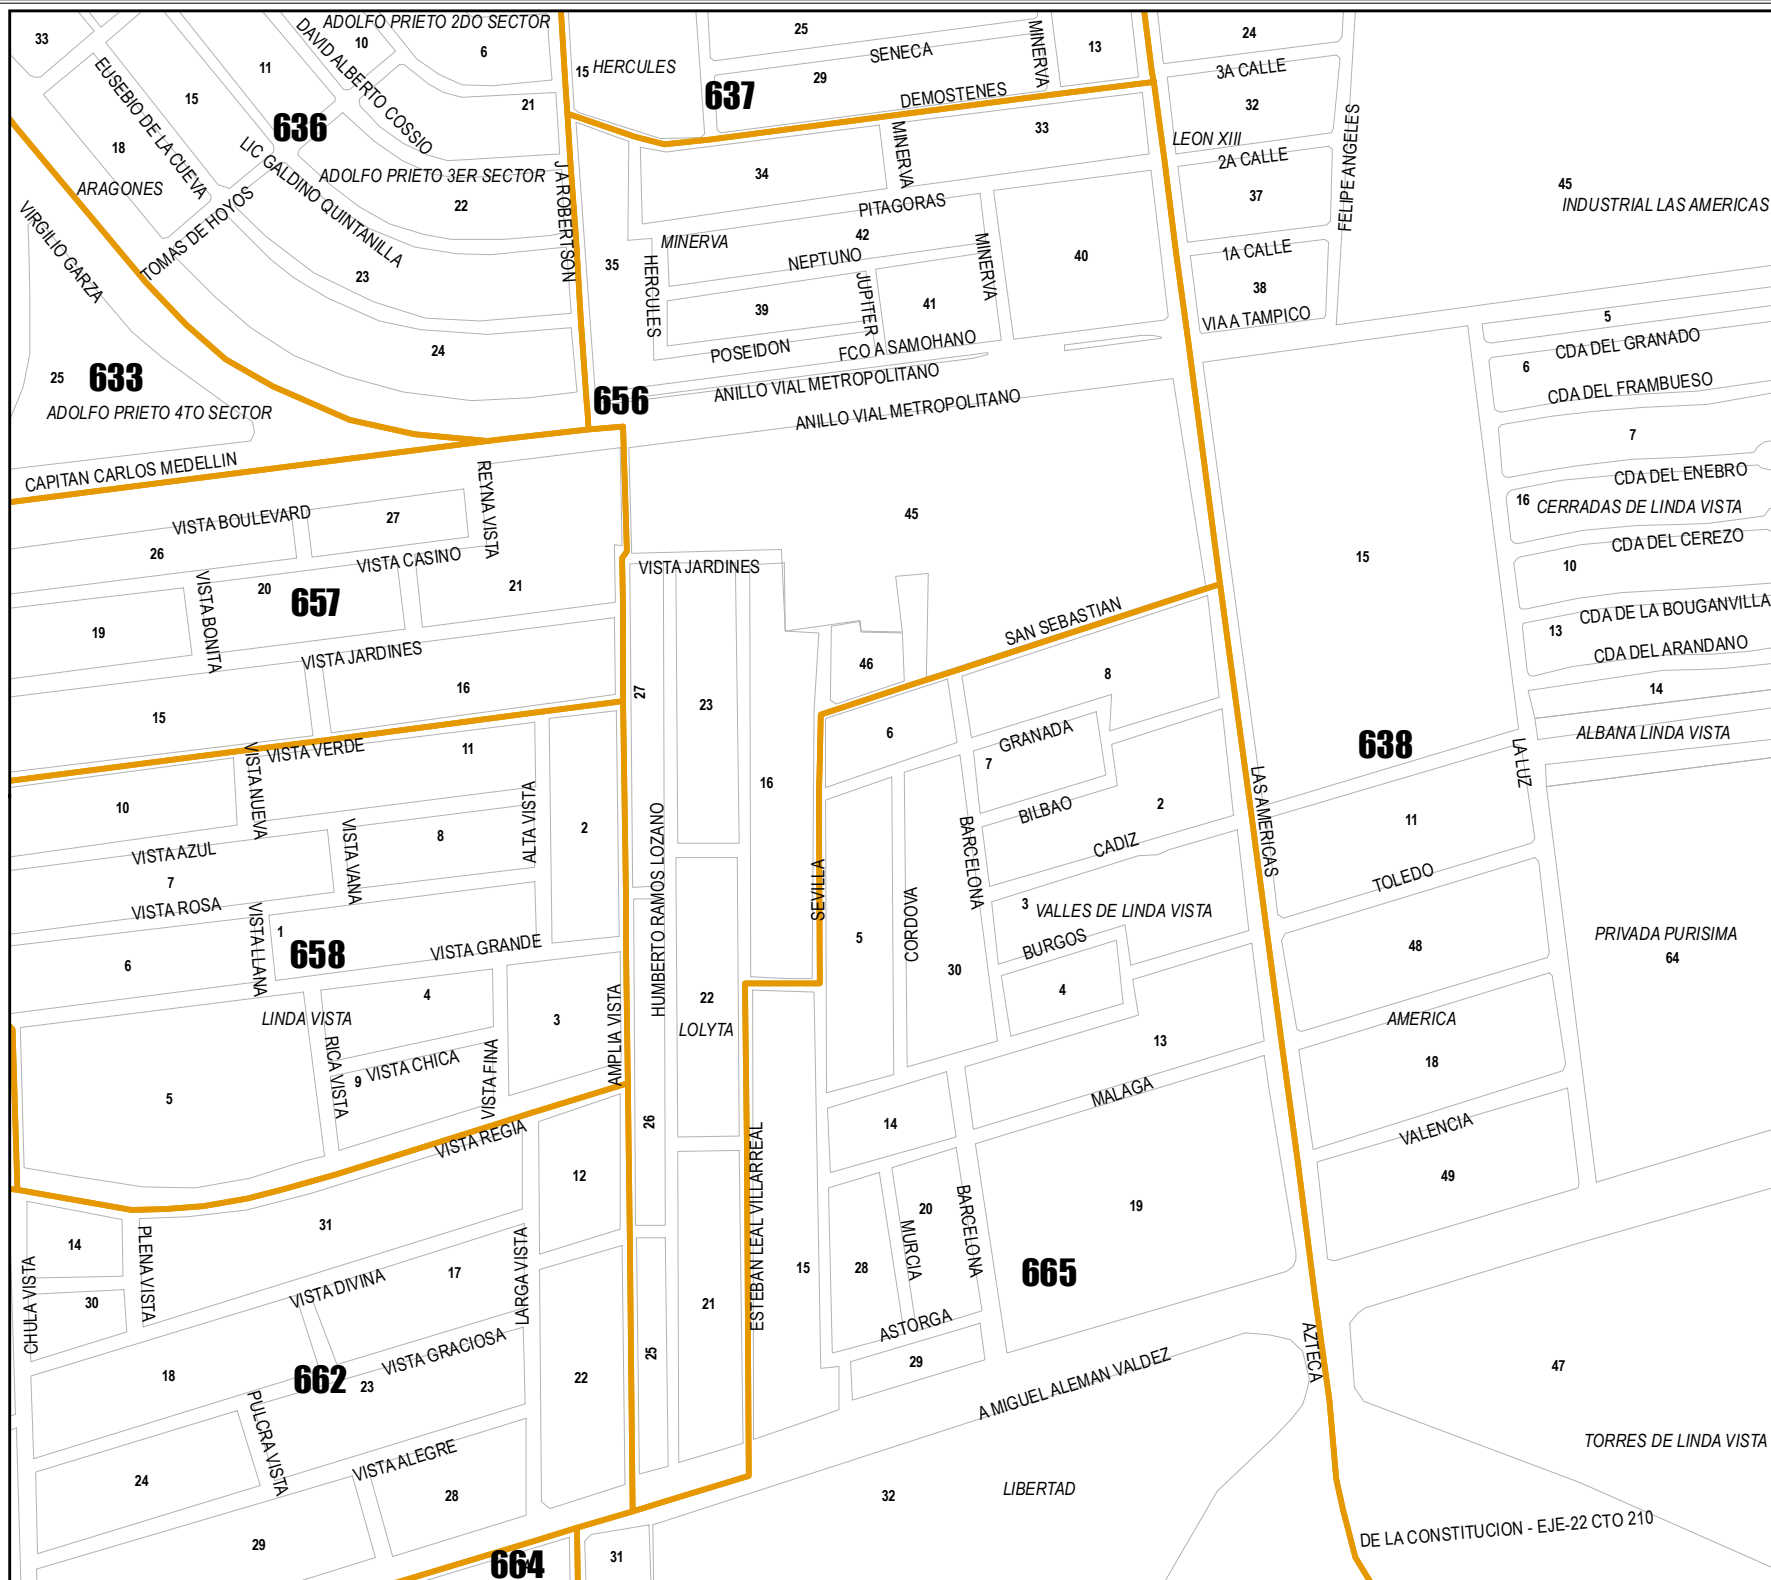 ADOLFO PRIETO 2DO SECTOR
33
10
6
25
MINERVA
13
24
DAVID ALBERTO COSSIO
11
15
HERCULES
SENECA
29
3A CALLE
EUSEBIO DE LA CUEVA
15
21
637
DEMOSTENES
32
636
LEON XIII
FELIPE ANGELES
18
LIC GALDINO QUINTANILLA
MINERVA
33
2A CALLE
ARAGONES
ADOLFO PRIETO 3ER SECTOR
J A ROBERTSON
34
45
22
PITAGORAS
37
INDUSTRIAL LAS AMERICAS
VIRGILIO GARZA
TOMAS DE HOYOS
MINERVA
42
35
HERCULES
NEPTUNO
MINERVA
40
1A CALLE
23
39
JUPITER
41
38
VIA A TAMPICO
5
24
POSEIDON
FCO A SAMOHANO
CDA DEL GRANADO
25
633
6
ANILLO VIAL METROPOLITANO
656
CDA DEL FRAMBUESO
ADOLFO PRIETO 4TO SECTOR
ANILLO VIAL METROPOLITANO
7
CAPITAN CARLOS MEDELLIN
CDA DEL ENEBRO
REYNA VISTA
16
CERRADAS DE LINDA VISTA
VISTA BOULEVARD
27
45
26
VISTA CASINO
VISTA JARDINES
15
CDA DEL CEREZO
10
20
657
21
VISTA BONITA
CDA DE LA BOUGANVILLA
19
SAN SEBASTIAN
13
VISTA JARDINES
46
CDA DEL ARANDANO
8
27
16
14
15
23
6
GRANADA
ALBANA LINDA VISTA
VISTA VERDE
11
638
LA LUZ
VISTA NUEVA
7
16
LAS AMERICAS
10
BILBAO
2
ALTA VISTA
VISTA VANA
8
2
HUMBERTO RAMOS LOZANO
BARCELONA
CADIZ
11
VISTA AZUL
7
SEVILLA
TOLEDO
VISTA ROSA
CORDOVA
3
VALLES DE LINDA VISTA
VISTA LLANA
1
658
VISTA GRANDE
5
BURGOS
48
PRIVADA PURISIMA
6
64
30
4
4
22
LINDA VISTA
3
AMPLIA VISTA
LOLYTA
AMERICA
RICA VISTA
VISTA CHICA
VISTA FINA
13
9
18
5
MALAGA
26
14
VALENCIA
VISTA REGIA
ESTEBAN LEAL VILLARREAL
12
49
20
BARCELONA
19
31
14
PLENA VISTA
MURCIA
CHULA VISTA
LARGA VISTA
17
15
28
665
VISTA DIVINA
30
21
ASTORGA
AZTECA
VISTA GRACIOSA
25
29
18
662
23
22
47
A MIGUEL ALEMAN VALDEZ
PULCRA VISTA
TORRES DE LINDA VISTA
VISTA ALEGRE
24
28
32
LIBERTAD
DE LA CONSTITUCION - EJE-22 CTO 210
29
31
664